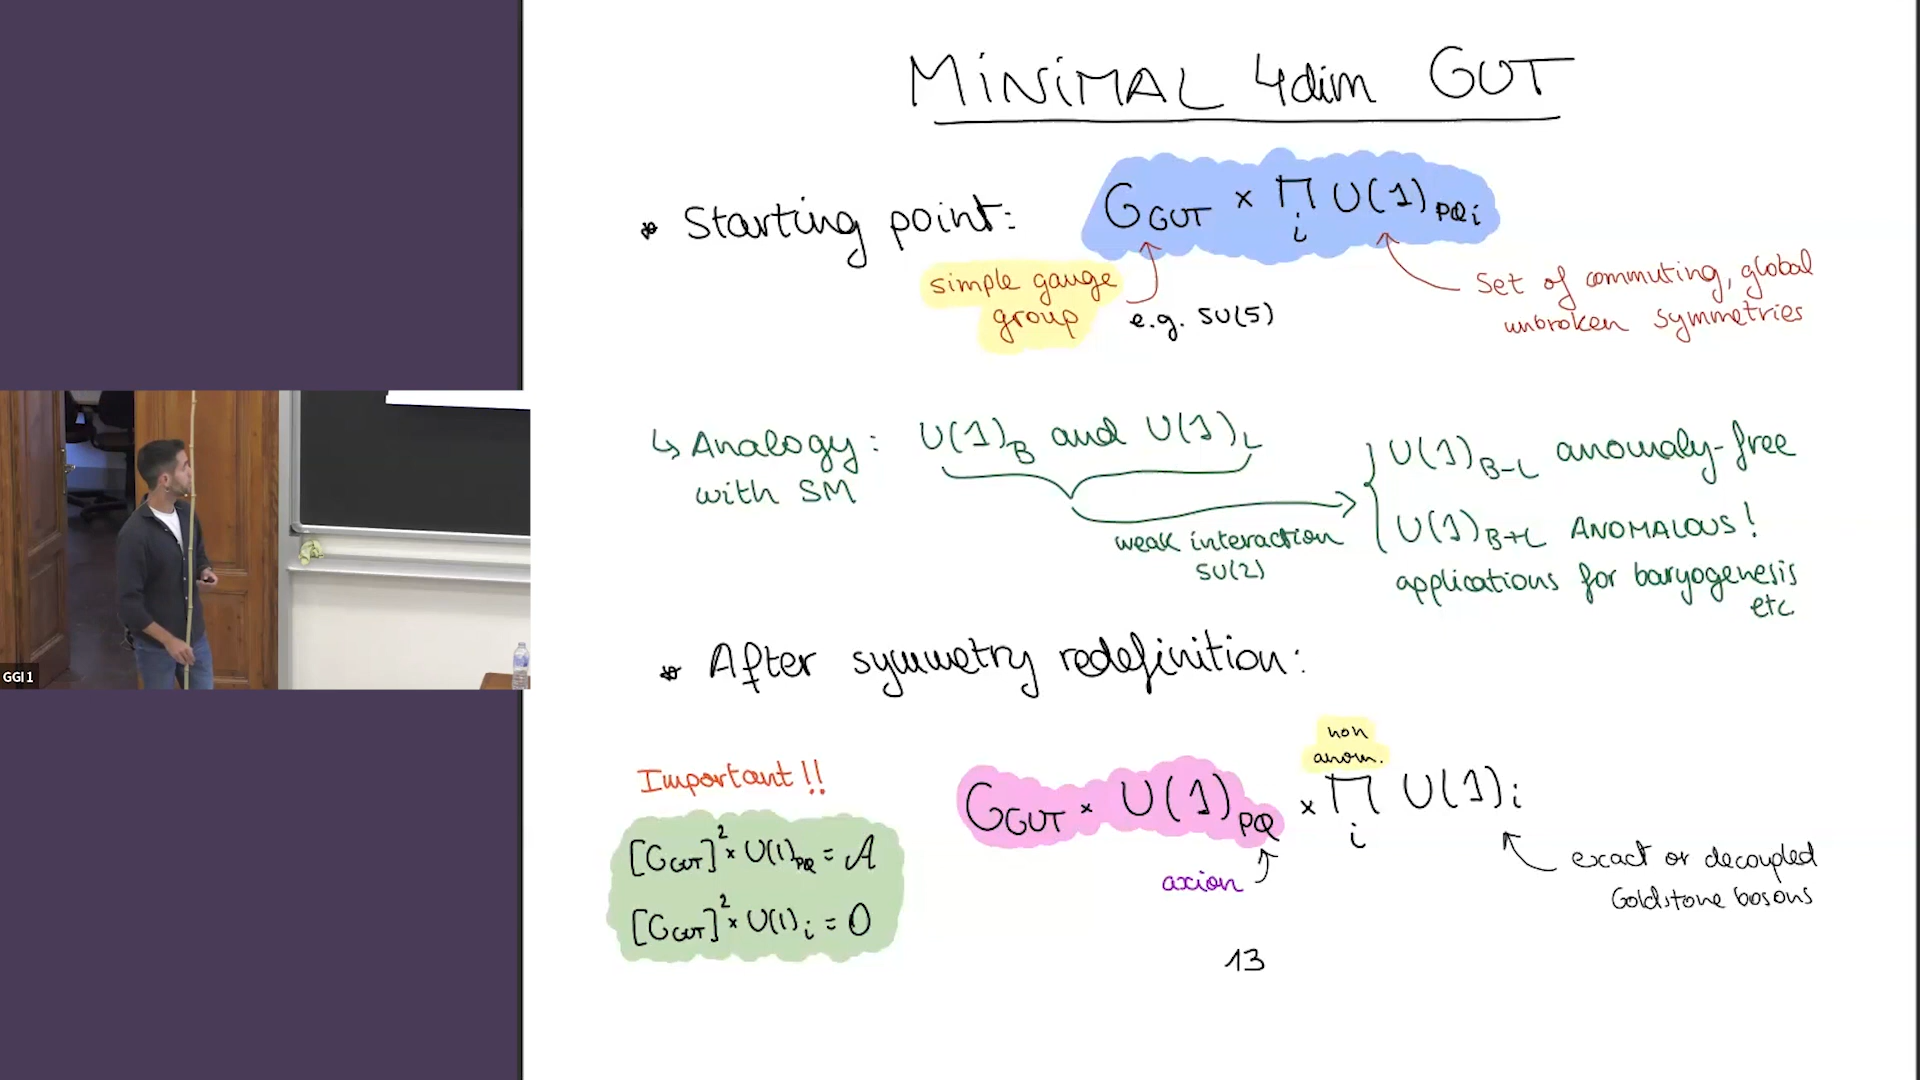 MINIMAL 4dim GUT
* Starting point: G_GUT × ∏_i U(1)_PQi
simple gauge
group
e.g. SU(5)
Set of commuting, global
unbroken symmetries
↳ Analogy: U(1)_B and U(1)_L
with SM
weak interaction
SU(2)
U(1)_B-L anomaly-free
U(1)_B+L ANOMALOUS!
applications for baryogenesis
etc
* After symmetry redefinition:
Important!!
[G_GUT]² × U(1)_PQ = A
[G_GUT]² × U(1)_i = 0
non
anom.
G_GUT × U(1)_PQ × ∏_i U(1)_i
axion
exact or decoupled
Goldstone bosons
13
GGI 1